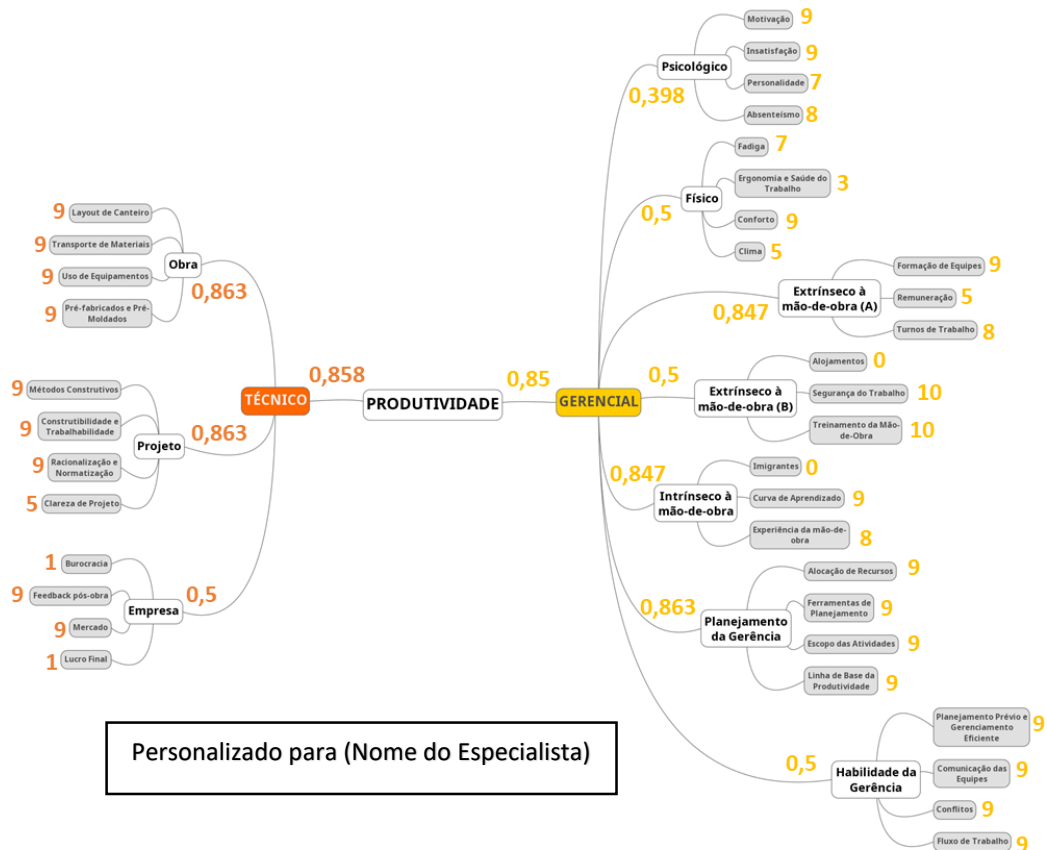 PRODUTIVIDADE
0,858
TÉCNICO
0,863
Obra
9 Layout de Canteiro
9 Transporte de Materiais
9 Uso de Equipamentos
9 Pré-fabricados e Pré-
Moldados
0,863
Projeto
9 Métodos Construtivos
9 Construtibilidade e
Trabalhabilidade
9 Racionalização e
Normatização
5 Clareza de Projeto
0,5
Empresa
1 Burocracia
9 Feedback pós-obra
9 Mercado
1 Lucro Final
0,85
GERENCIAL
0,398
Psicológico
Motivação 9
Insatisfação 9
Personalidade 7
Absenteísmo 8
0,5
Físico
Fadiga 7
Ergonomia e Saúde do
Trabalho 3
Conforto 9
Clima 5
0,847
Extrínseco à
mão-de-obra (A)
Formação de Equipes 9
Remuneração 5
Turnos de Trabalho 8
0,5
Extrínseco à
mão-de-obra (B)
Alojamentos 0
Segurança do Trabalho 10
Treinamento da Mão-
de-Obra 10
0,847
Intrínseco à
mão-de-obra
Imigrantes 0
Curva de Aprendizado 9
Experiência da mão-de-
obra 8
0,863
Planejamento
da Gerência
Alocação de Recursos 9
Ferramentas de
Planejamento 9
Escopo das Atividades 9
Linha de Base da
Produtividade 9
0,5
Habilidade da
Gerência
Planejamento Prévio e
Gerenciamento
Eficiente 9
Comunicação das
Equipes 9
Conflitos 9
Fluxo de Trabalho 9
Personalizado para (Nome do Especialista)